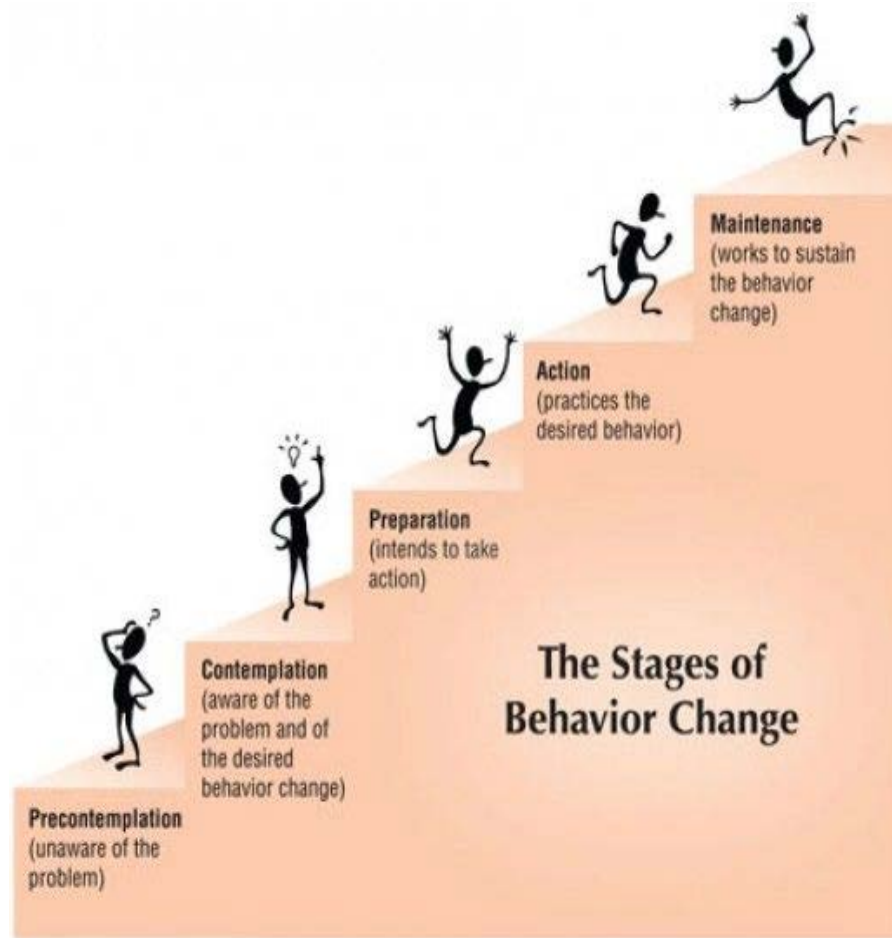 Maintenance
(works to sustain
the behavior
change)
Action
(practices the
desired behavior)
Preparation
(intends to take
action)
Contemplation
(aware of the
problem and of
the desired
behavior change)
Precontemplation
(unaware of the
problem)
The Stages of
Behavior Change
?